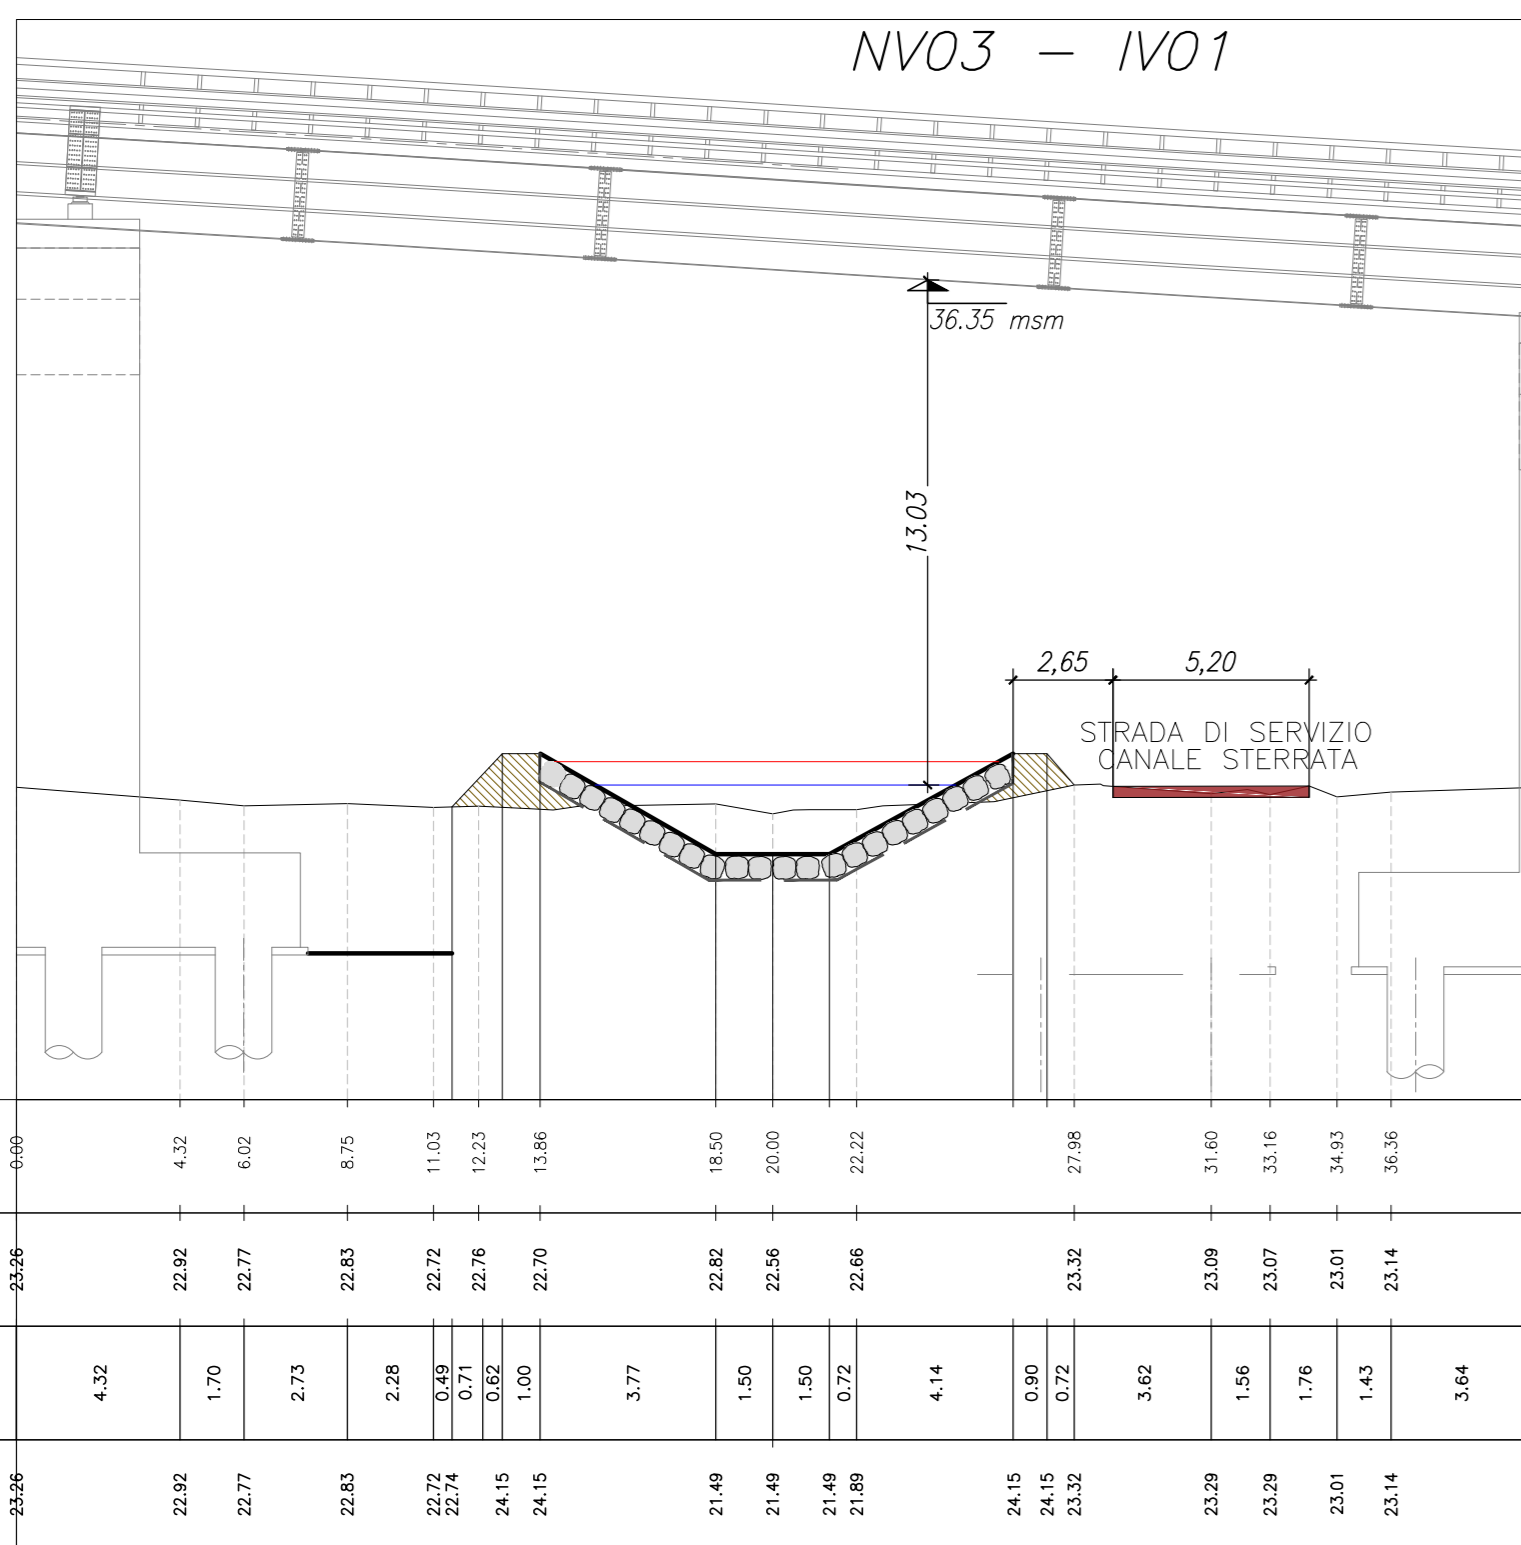 NV03 - IV01
36.35 msm
13.03
2,65 5,20
STRADA DI SERVIZIO
CANALE STERRATA
0.00 4.32 6.02 8.75 11.03 12.23 13.86 18.50 20.00 22.22 27.98 31.60 33.16 34.93 36.36
23.26 22.92 22.77 22.83 22.72 22.76 22.70 22.82 22.56 22.66 23.32 23.09 23.07 23.01 23.14
4.32 1.70 2.73 2.28 0.49 0.71 0.62 1.00 3.77 1.50 1.50 0.72 4.14 0.90 0.72 3.62 1.56 1.76 1.43 3.64
23.26 22.92 22.77 22.83 22.72 22.74 24.15 24.15 21.49 21.49 21.49 21.89 24.15 24.15 23.32 23.29 23.29 23.01 23.14